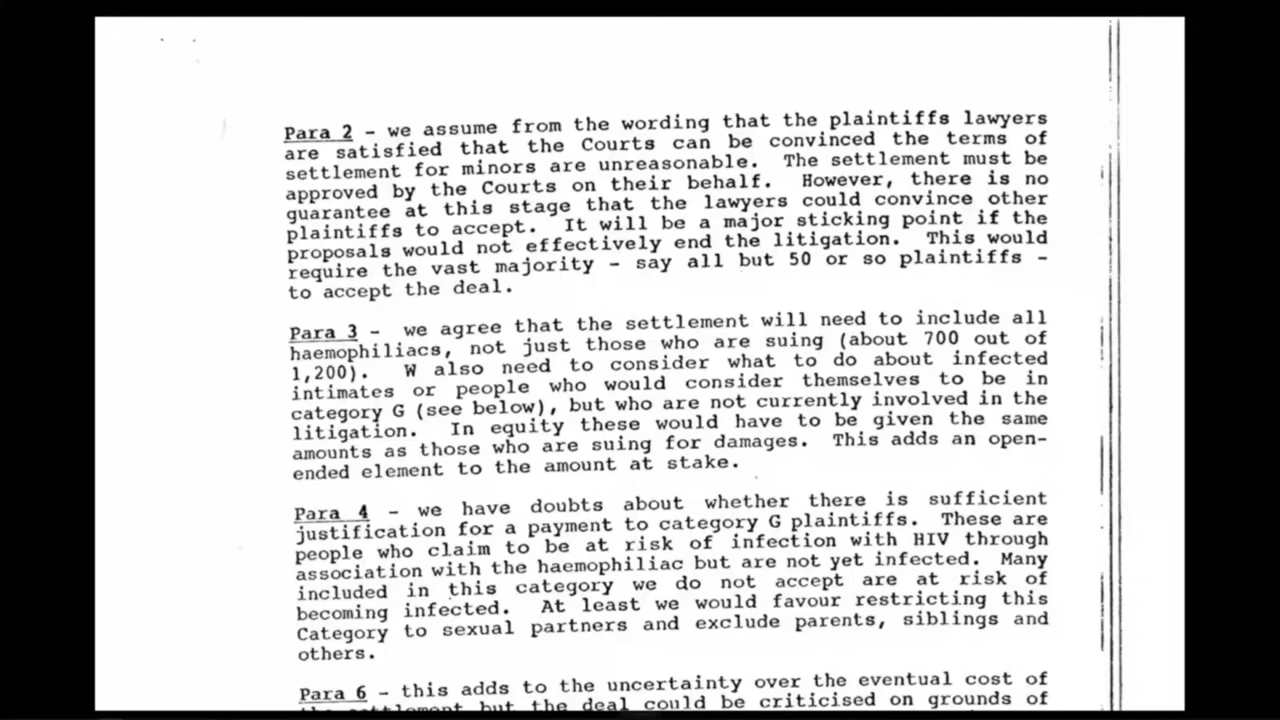 Para 2 - we assume from the wording that the plaintiffs lawyers
are satisfied that the Courts can be convinced the terms of
settlement for minors are unreasonable. The settlement must be
approved by the Courts on their behalf. However, there is no
guarantee at this stage that the lawyers could convince other
plaintiffs to accept. It will be a major sticking point if the
proposals would not effectively end the litigation. This would
require the vast majority - say all but 50 or so plaintiffs -
to accept the deal.
Para 3 - we agree that the settlement will need to include all
haemophiliacs, not just those who are suing (about 700 out of
1,200). W also need to consider what to do about infected
intimates or people who would consider themselves to be in
category G (see below), but who are not currently involved in the
litigation. In equity these would have to be given the same
amounts as those who are suing for damages. This adds an open-
ended element to the amount at stake.
Para 4 - we have doubts about whether there is sufficient
justification for a payment to category G plaintiffs. These are
people who claim to be at risk of infection with HIV through
association with the haemophiliac but are not yet infected. Many
included in this category we do not accept are at risk of
becoming infected. At least we would favour restricting this
Category to sexual partners and exclude parents, siblings and
others.
Para 6 - this adds to the uncertainty over the eventual cost of
the settlement but the deal could be criticised on grounds of